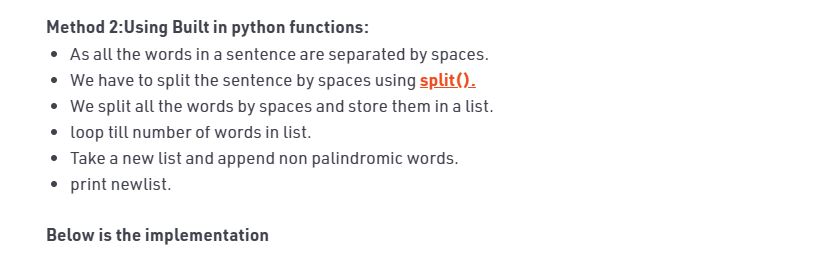 Method 2:Using Built in python functions:
• As all the words in a sentence are separated by spaces.
• We have to split the sentence by spaces using split().
• We split all the words by spaces and store them in a list.
• loop till number of words in list.
• Take a new list and append non palindromic words.
• print newlist.
Below is the implementation